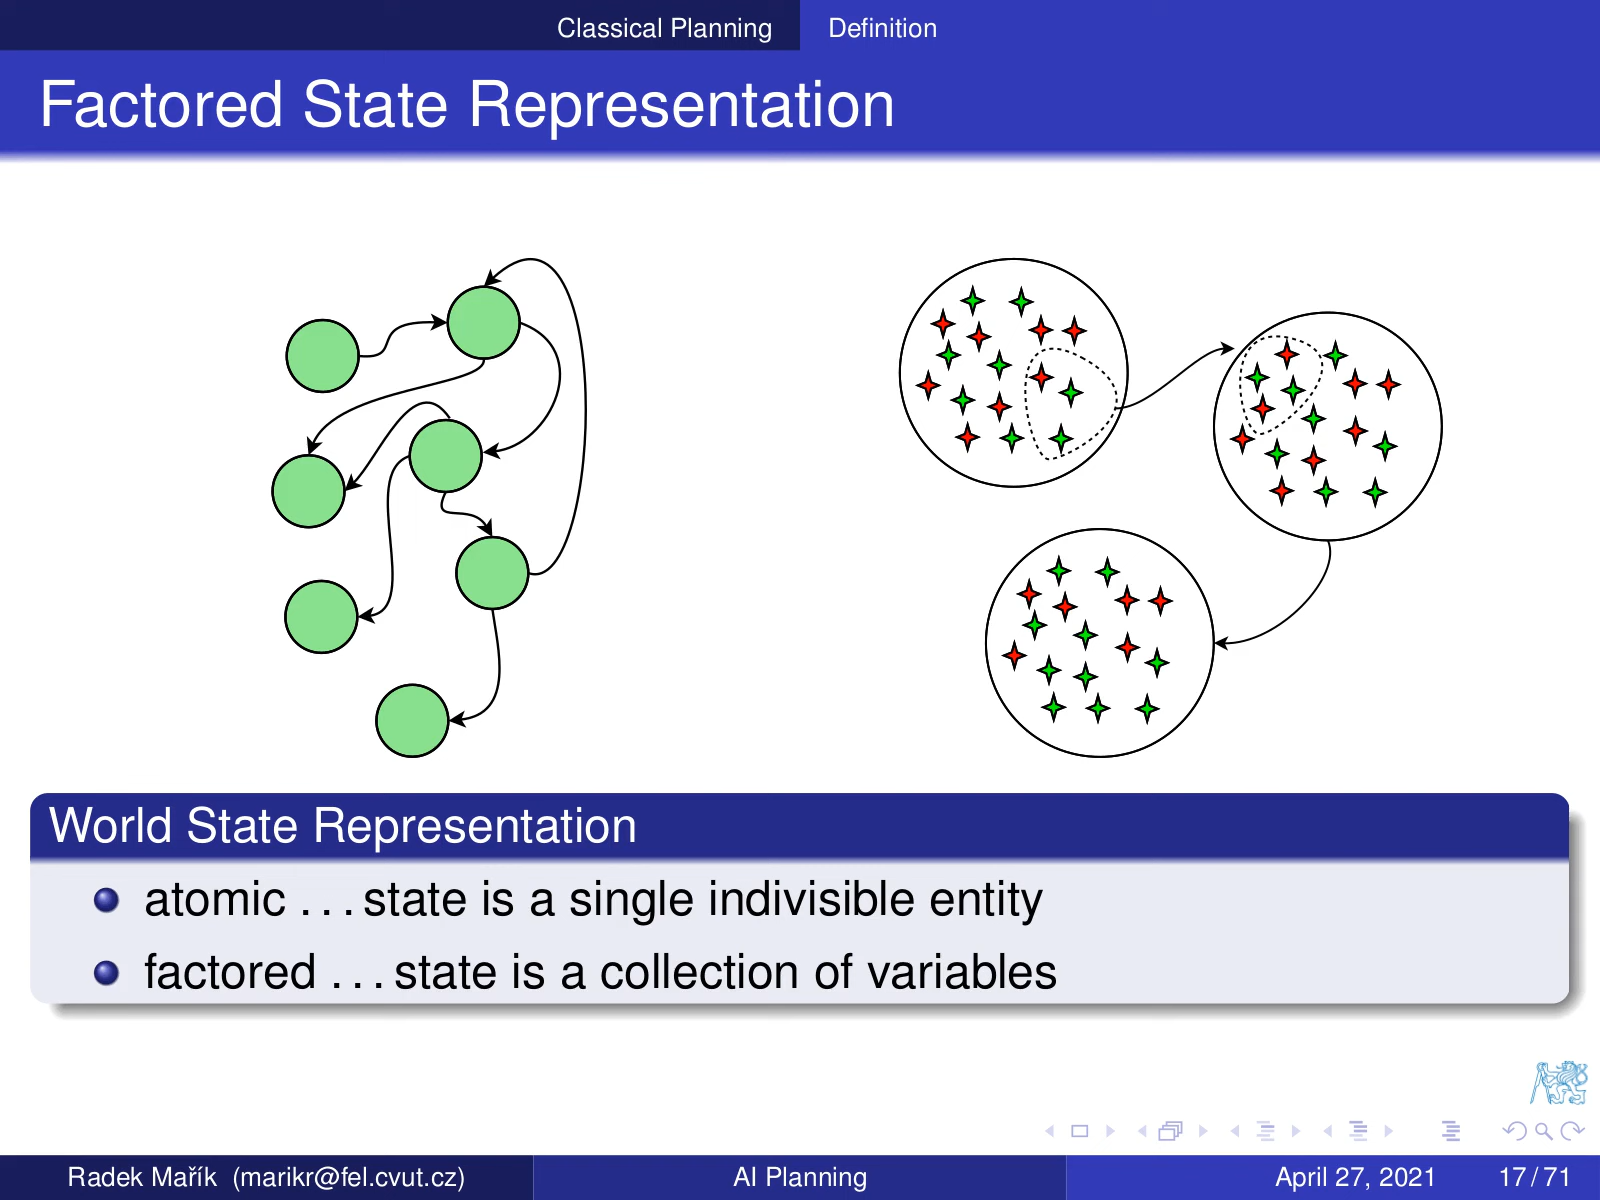 Classical Planning Definition
Factored State Representation
World State Representation
atomic . . . state is a single indivisible entity
factored . . . state is a collection of variables
Radek Mařík (marikr@fel.cvut.cz) AI Planning April 27, 2021 17 / 71